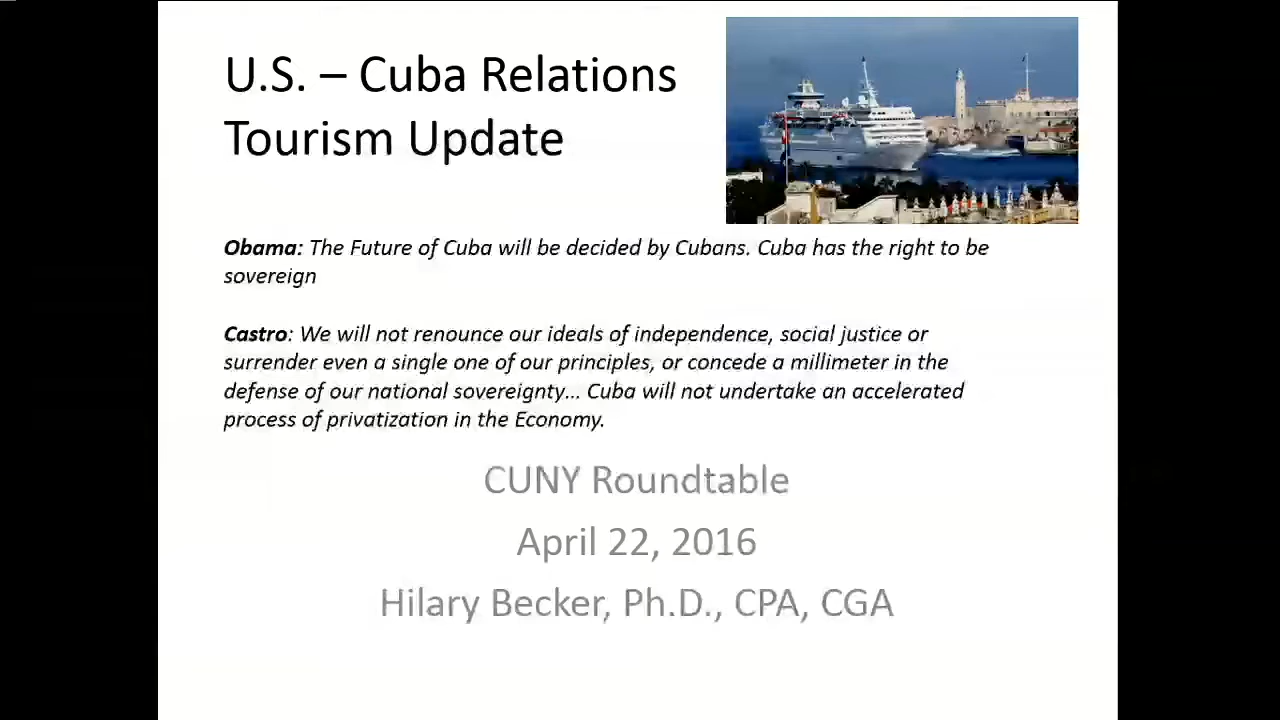 U.S. – Cuba Relations
Tourism Update
Obama: The Future of Cuba will be decided by Cubans. Cuba has the right to be
sovereign
Castro: We will not renounce our ideals of independence, social justice or
surrender even a single one of our principles, or concede a millimeter in the
defense of our national sovereignty... Cuba will not undertake an accelerated
process of privatization in the Economy.
CUNY Roundtable
April 22, 2016
Hilary Becker, Ph.D., CPA, CGA